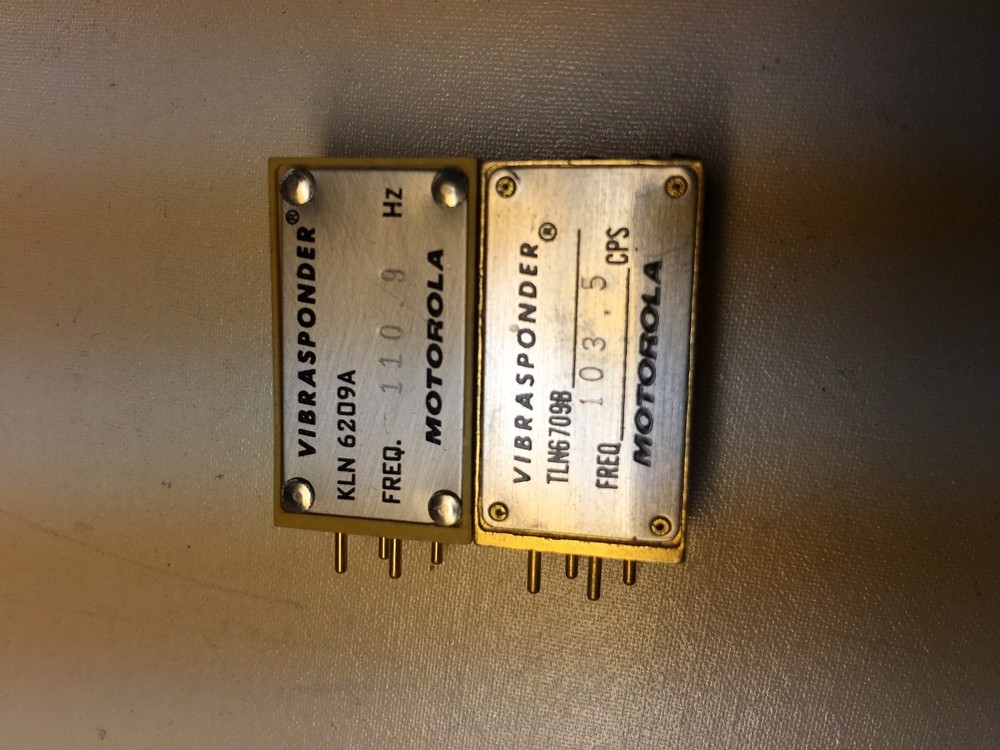 VIBRASPONDER®
KLN 6209A
FREQ. 110.9 Hz
MOTOROLA
VIBRASPONDER®
TLN6709B
FREQ 103.5 CPS
MOTOROLA